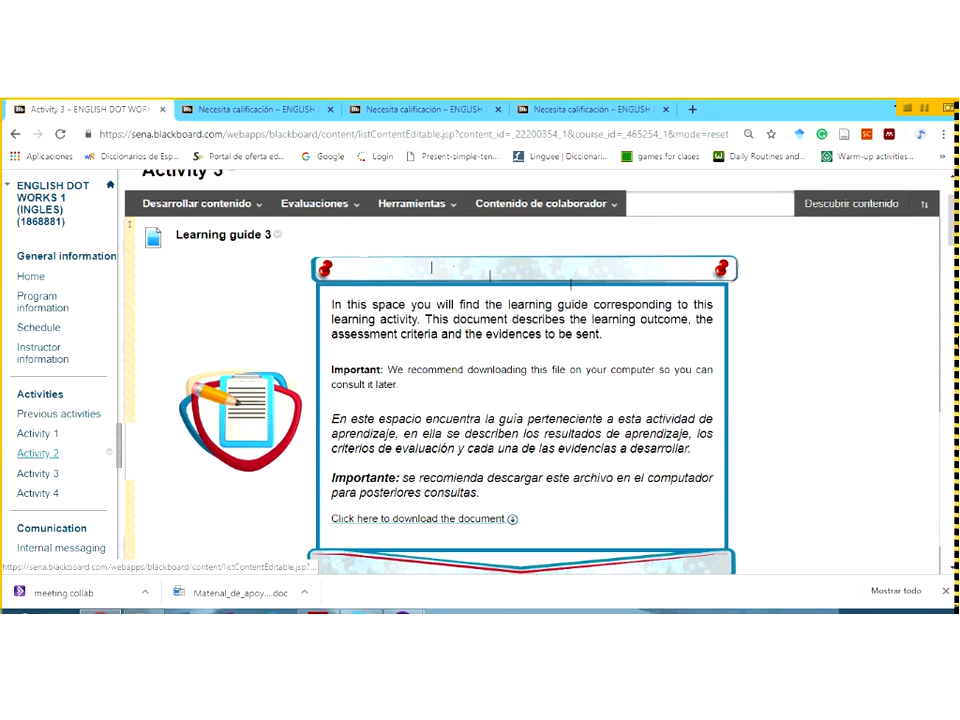 Activity 3 – ENGLISH DOT WOR
Necesita calificación – ENGLISH
Necesita calificación – ENGLISH
Necesita calificación – ENGLISH
https://sena.blackboard.com/webapps/blackboard/content/listContentEditable.jsp?content_id=_22200354_1&course_id=_465254_1&mode=reset
Aplicaciones
Diccionarios de Esp...
Portal de oferta ed...
Google
Login
Present-simple-ten...
Linguee | Diccionari...
games for clases
Daily Routines and...
Warm-up activities...
»
ENGLISH DOT
WORKS 1
(INGLES)
(1868881)
General information
Home
Program
information
Schedule
Instructor
information
Activities
Previous activities
Activity 1
Activity 2
Activity 3
Activity 4
Comunication
Internal messaging
Activity 3
Desarrollar contenido
Evaluaciones
Herramientas
Contenido de colaborador
Descubrir contenido
Learning guide 3
In this space you will find the learning guide corresponding to this
learning activity. This document describes the learning outcome, the
assessment criteria and the evidences to be sent.
Important: We recommend downloading this file on your computer so you can
consult it later.
En este espacio encuentra la guía perteneciente a esta actividad de
aprendizaje, en ella se describen los resultados de aprendizaje, los
criterios de evaluación y cada una de las evidencias a desarrollar.
Importante: se recomienda descargar este archivo en el computador
para posteriores consultas.
Click here to download the document
https://sena.blackboard.com/webapps/blackboard/content/listContentEditable.jsp?...
meeting.collab
Material_de_apoy....doc
Mostrar todo